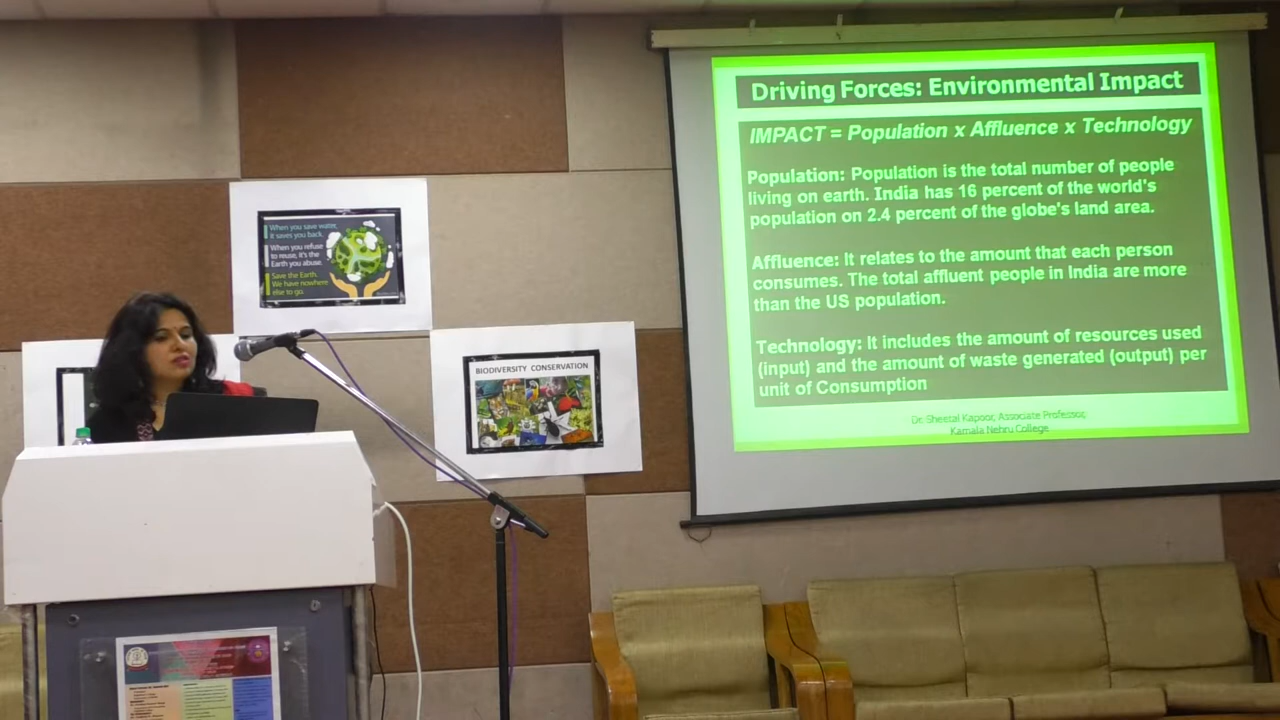 Driving Forces: Environmental Impact
IMPACT = Population x Affluence x Technology
Population: Population is the total number of people
living on earth. India has 16 percent of the world's
population on 2.4 percent of the globe's land area.
Affluence: It relates to the amount that each person
consumes. The total affluent people in India are more
than the US population.
Technology: It includes the amount of resources used
(input) and the amount of waste generated (output) per
unit of Consumption
Dr. Sheetal Kapoor, Associate Professor,
Kamala Nehru College
When you save water,
it saves you back.
When you refuse
to reuse, it's the
Earth you abuse.
Save the Earth.
We have nowhere
else to go.
BIODIVERSITY CONSERVATION